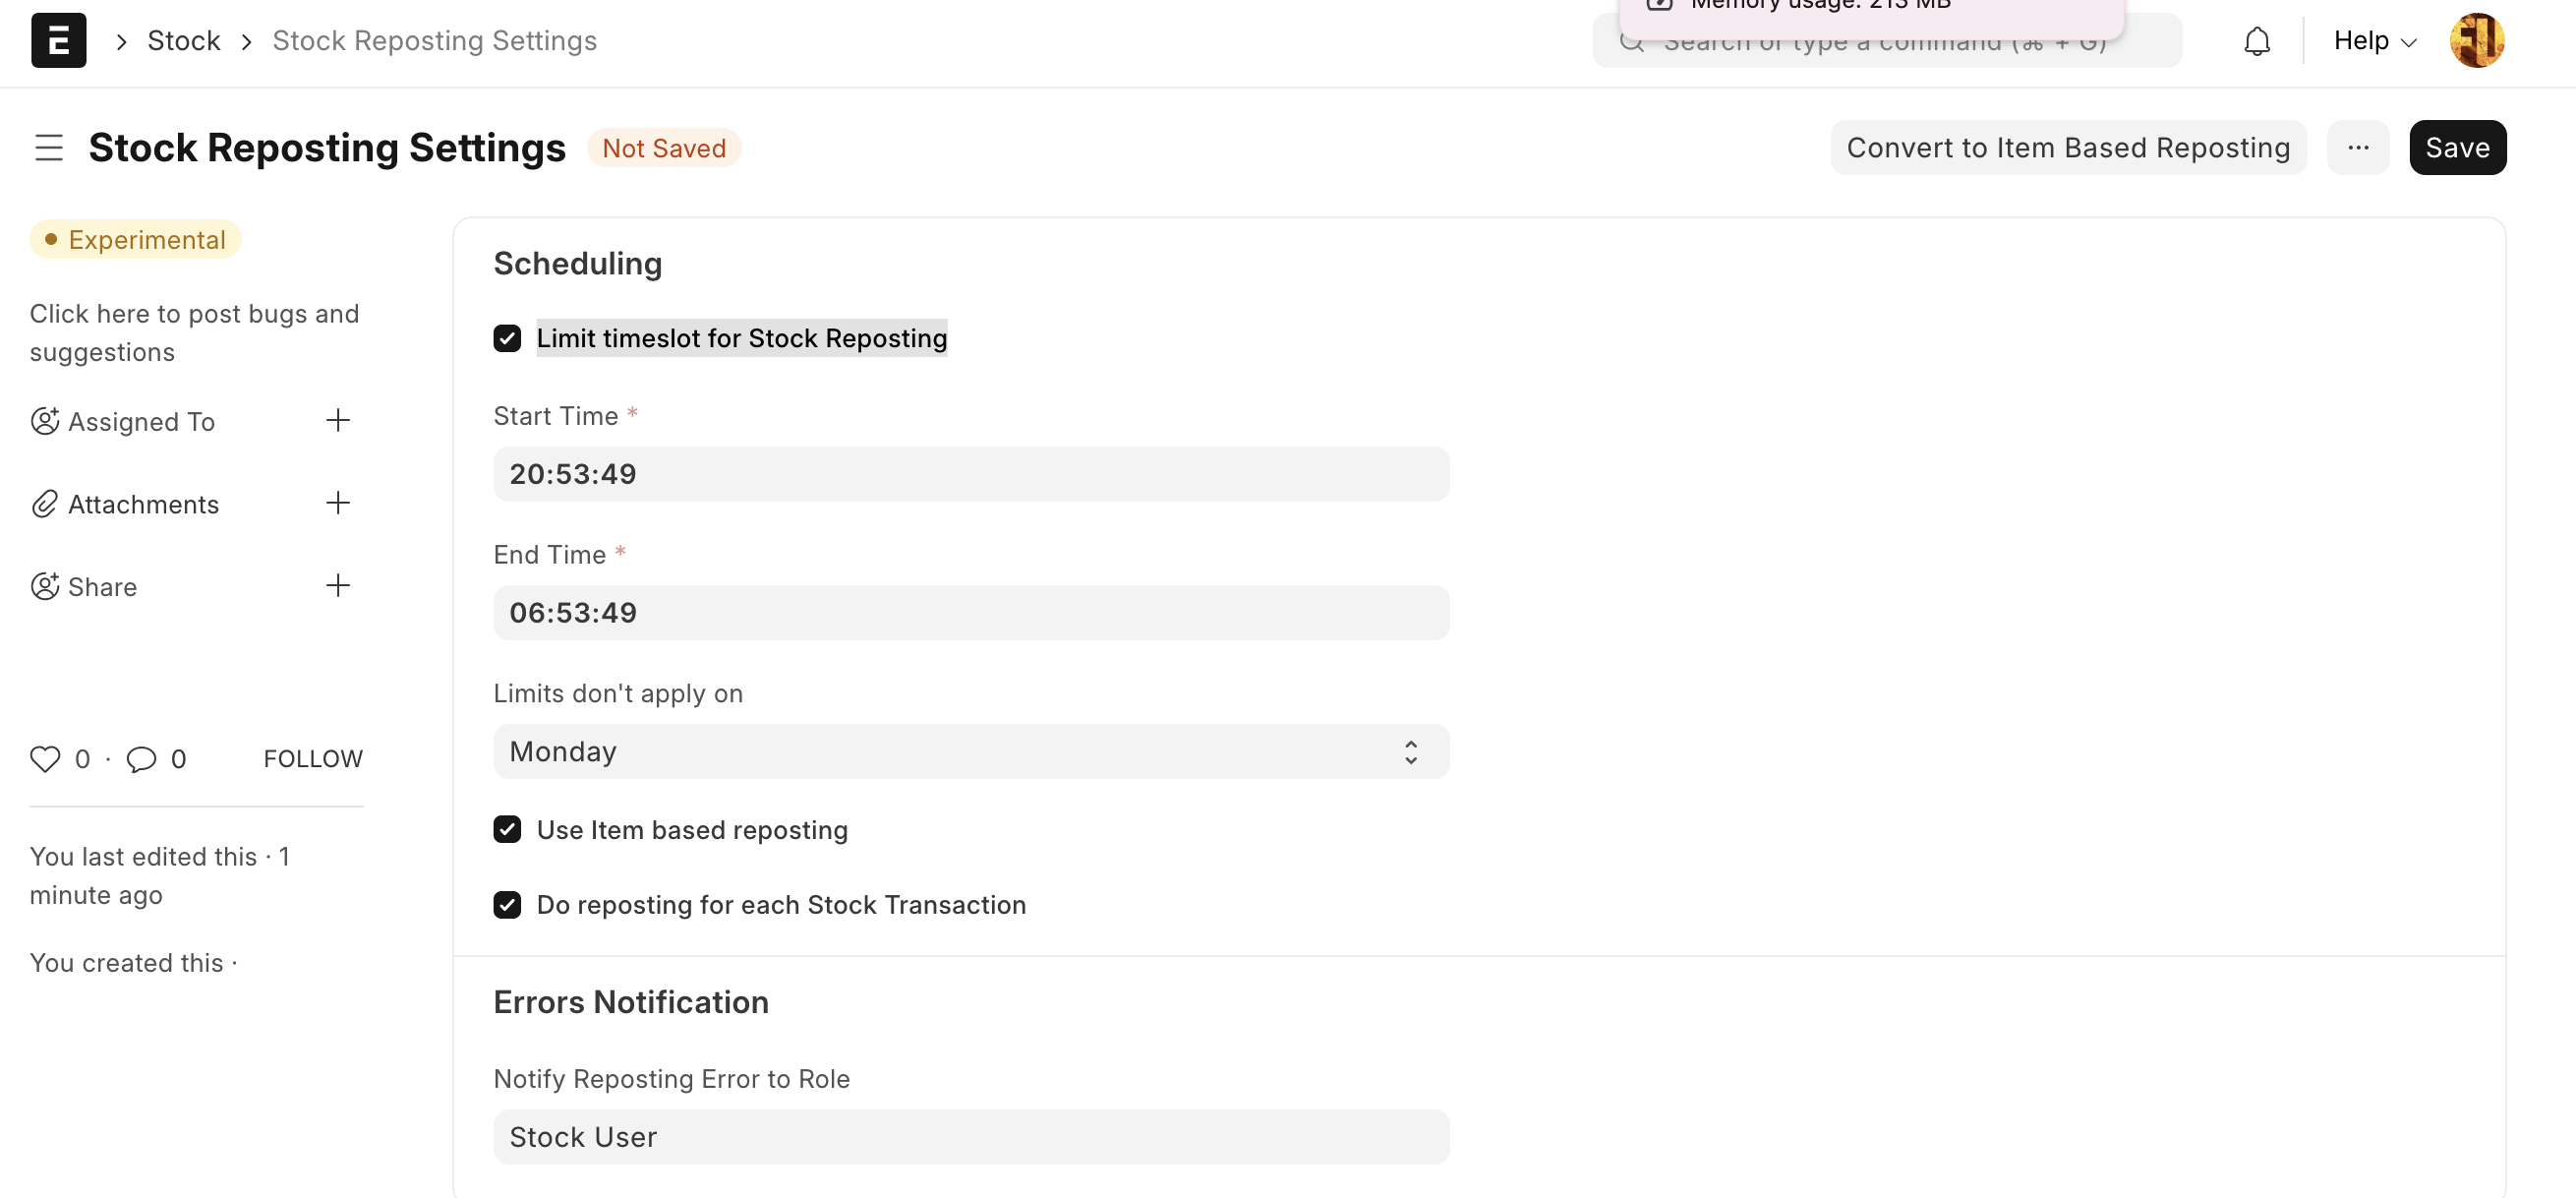 Memory usage: 213 MB
E
Stock
Stock Reposting Settings
Search or type a command (⌘ + G)
Help
Stock Reposting Settings
Not Saved
Convert to Item Based Reposting
...
Save
Experimental
Click here to post bugs and
suggestions
Assigned To
Attachments
Share
0 · 0
FOLLOW
You last edited this · 1
minute ago
You created this ·
Scheduling
Limit timeslot for Stock Reposting
Start Time *
20:53:49
End Time *
06:53:49
Limits don't apply on
Monday
Use Item based reposting
Do reposting for each Stock Transaction
Errors Notification
Notify Reposting Error to Role
Stock User